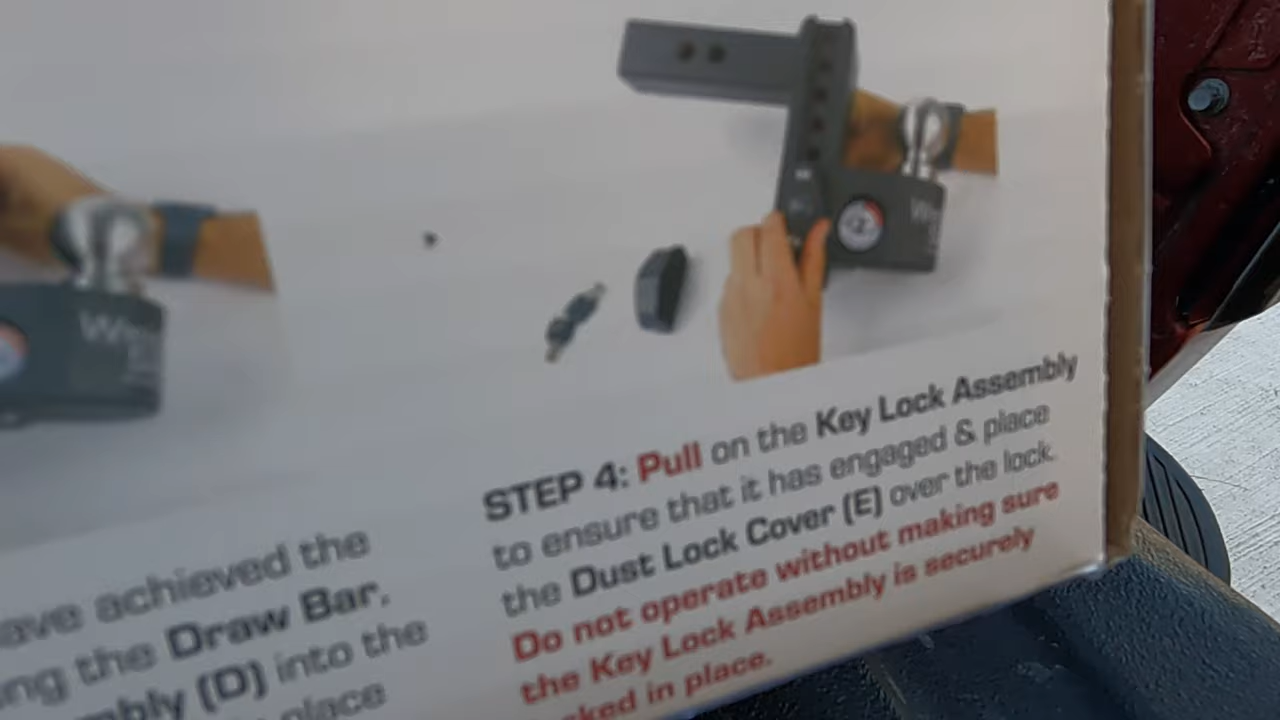 STEP 4: Pull on the Key Lock Assembly
to ensure that it has engaged & place
the Dust Lock Cover (E) over the lock.
Do not operate without making sure
the Key Lock Assembly is securely
ked in place.
ave achieved the
ng the Draw Bar.
mbly (D) into the
place